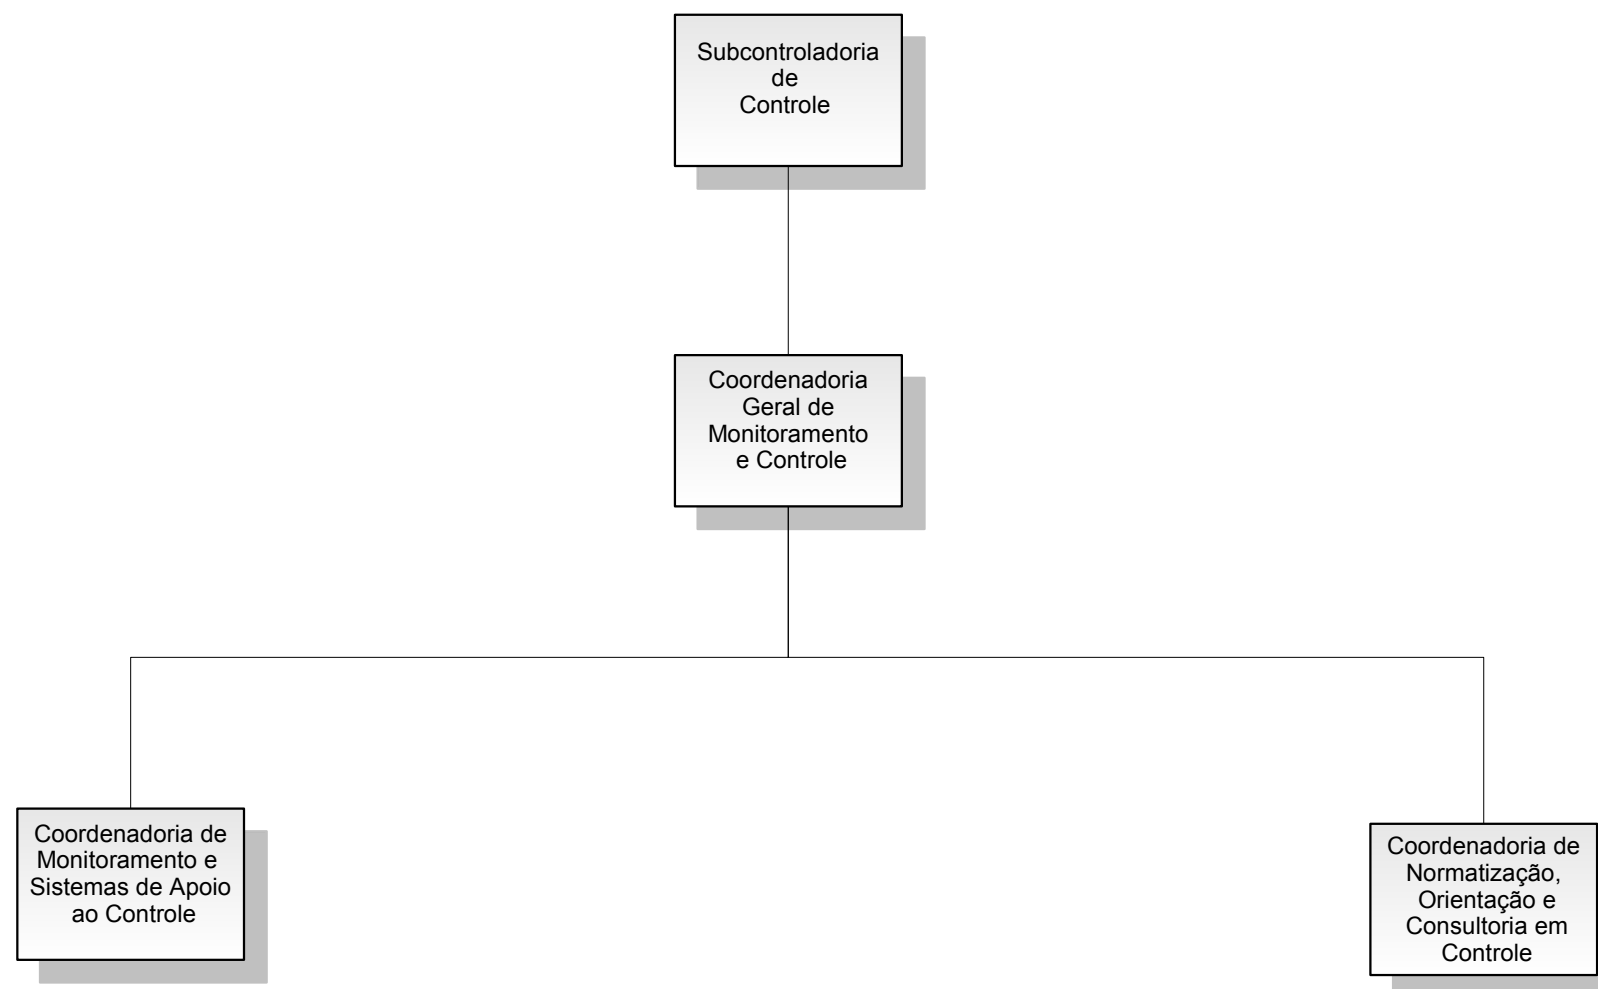 Subcontroladoria
de
Controle
Coordenadoria
Geral de
Monitoramento
e Controle
Coordenadoria de
Monitoramento e
Sistemas de Apoio
ao Controle
Coordenadoria de
Normatização,
Orientação e
Consultoria em
Controle